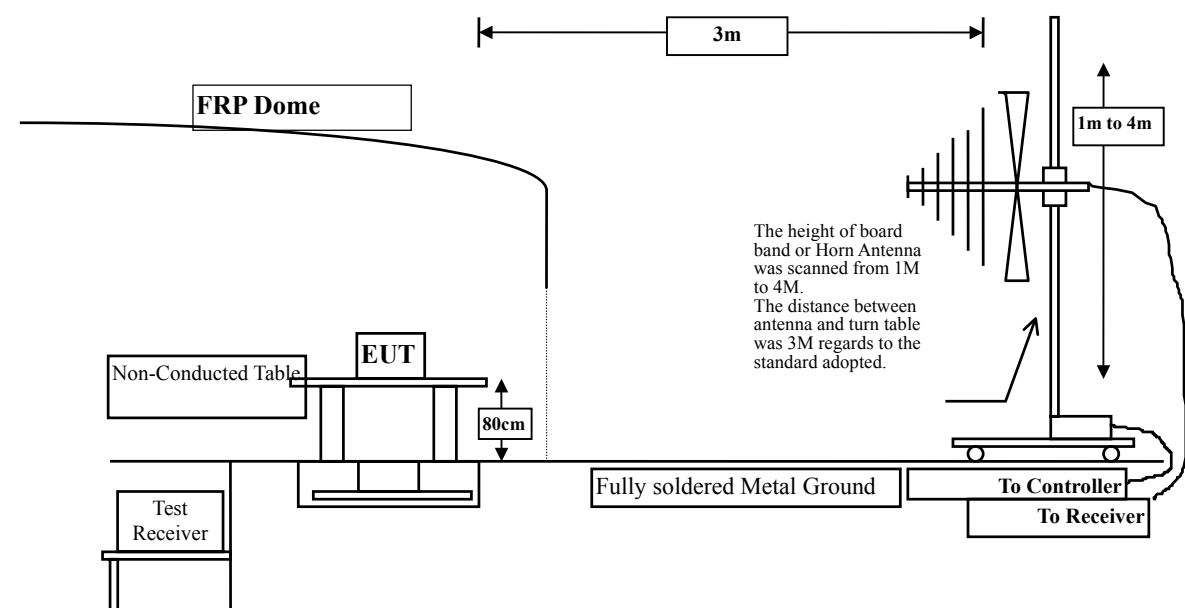 3m
FRP Dome
1m to 4m
The height of board
band or Horn Antenna
was scanned from 1M
to 4M.
The distance between
antenna and turn table
was 3M regards to the
standard adopted.
EUT
Non-Conducted Table
80cm
Fully soldered Metal Ground
To Controller
To Receiver
Test
Receiver